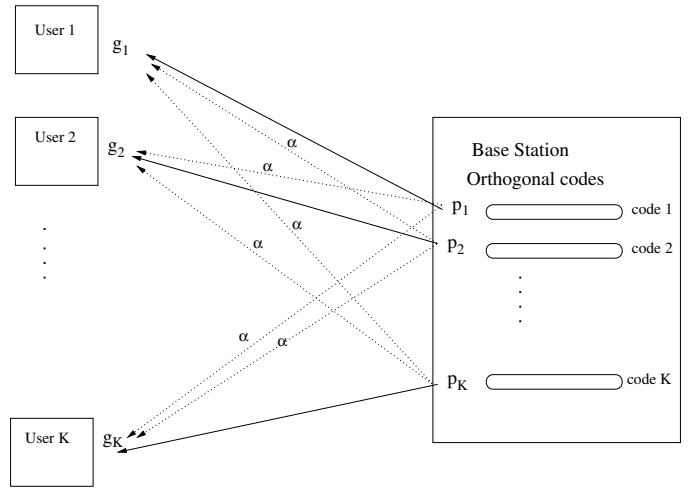 User 1
g1
User 2
g2
User K
gK
α
α
α
α
α
α
Base Station
Orthogonal codes
p1
code 1
p2
code 2
pK
code K